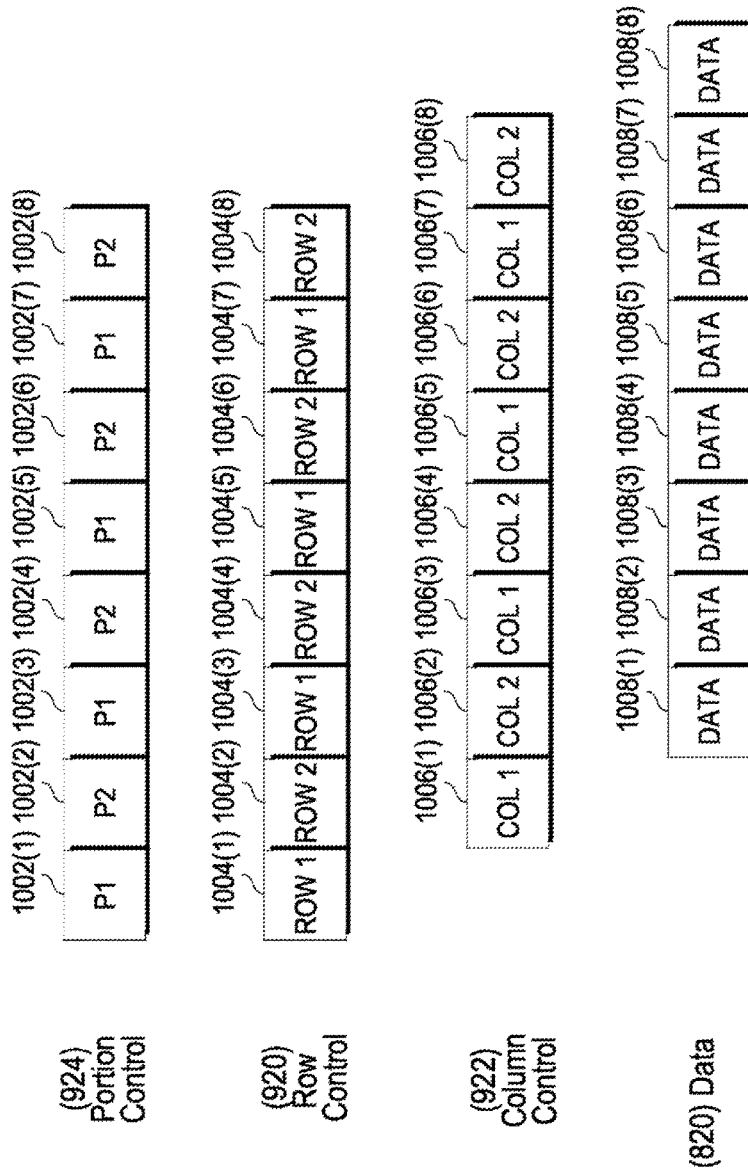 1002(1) 1002(2) 1002(3) 1002(4) 1002(5) 1002(6) 1002(7) 1002(8)
(924)
Portion
Control
P1 P2 P1 P2 P1 P2 P1 P2
1004(1) 1004(2) 1004(3) 1004(4) 1004(5) 1004(6) 1004(7) 1004(8)
(920)
Row
Control
ROW 1 ROW 2 ROW 1 ROW 2 ROW 1 ROW 2 ROW 1 ROW 2
1006(1) 1006(2) 1006(3) 1006(4) 1006(5) 1006(6) 1006(7) 1006(8)
(922)
Column
Control
COL 1 COL 2 COL 1 COL 2 COL 1 COL 2 COL 1 COL 2
1008(1) 1008(2) 1008(3) 1008(4) 1008(5) 1008(6) 1008(7) 1008(8)
(820) Data
DATA DATA DATA DATA DATA DATA DATA DATA